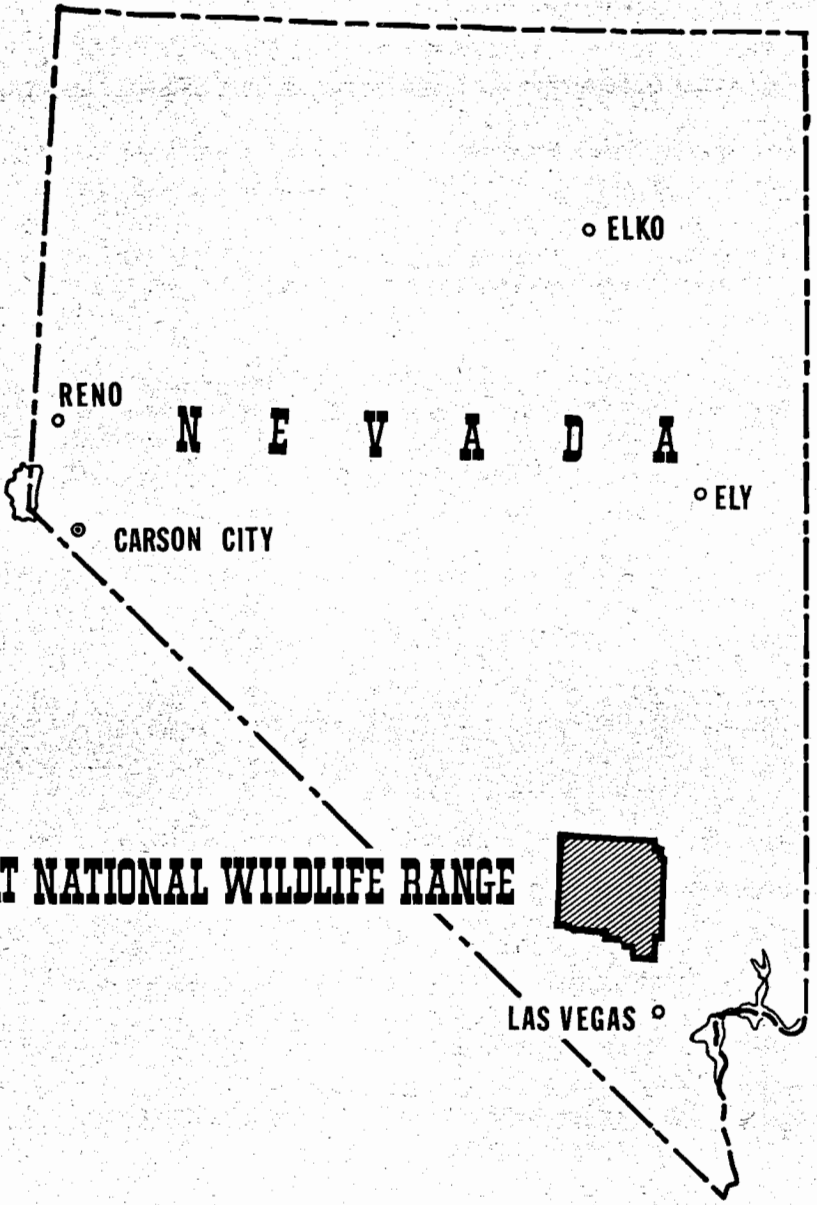 ELKO
RENO
N E V A D A
ELY
CARSON CITY
T NATIONAL WILDLIFE RANGE
LAS VEGAS